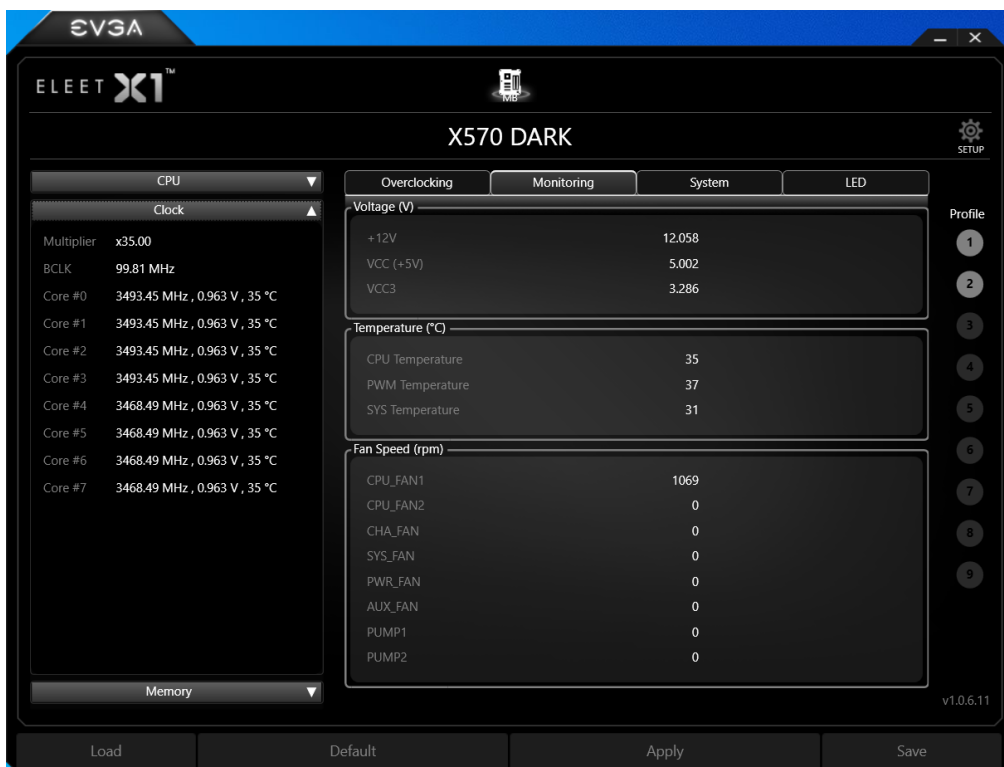 EVGA
ELEET X1™
MB
X570 DARK
SETUP
CPU
Clock
Multiplier x35.00
BCLK 99.81 MHz
Core #0 3493.45 MHz , 0.963 V , 35 °C
Core #1 3493.45 MHz , 0.963 V , 35 °C
Core #2 3493.45 MHz , 0.963 V , 35 °C
Core #3 3493.45 MHz , 0.963 V , 35 °C
Core #4 3468.49 MHz , 0.963 V , 35 °C
Core #5 3468.49 MHz , 0.963 V , 35 °C
Core #6 3468.49 MHz , 0.963 V , 35 °C
Core #7 3468.49 MHz , 0.963 V , 35 °C
Memory
Overclocking Monitoring System LED
Voltage (V)
+12V 12.058
VCC (+5V) 5.002
VCC3 3.286
Temperature (°C)
CPU Temperature 35
PWM Temperature 37
SYS Temperature 31
Fan Speed (rpm)
CPU_FAN1 1069
CPU_FAN2 0
CHA_FAN 0
SYS_FAN 0
PWR_FAN 0
AUX_FAN 0
PUMP1 0
PUMP2 0
Profile
1
2
3
4
5
6
7
8
9
v1.0.6.11
Load Default Apply Save